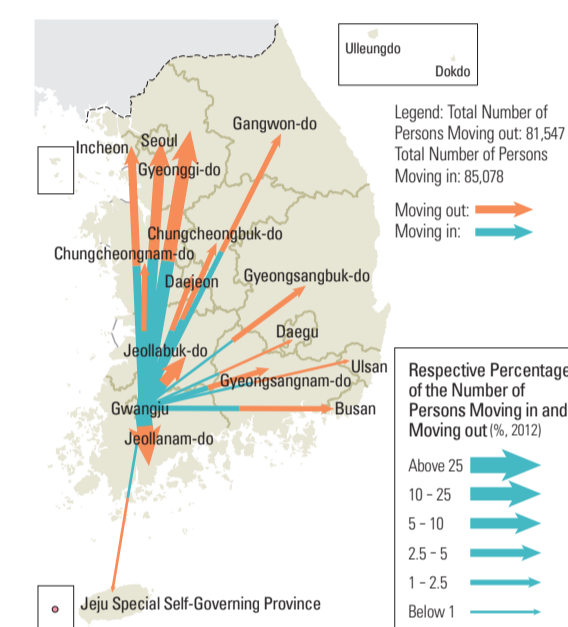 Ulleungdo
Dokdo
Legend: Total Number of
Persons Moving out: 81,547
Total Number of Persons
Moving in: 85,078
Moving out:
Moving in:
Gangwon-do
Incheon
Seoul
Gyeonggi-do
Chungcheongbuk-do
Chungcheongnam-do
Daejeon
Gyeongsangbuk-do
Daegu
Jeollabuk-do
Ulsan
Gyeongsangnam-do
Gwangju
Busan
Jeollanam-do
Jeju Special Self-Governing Province
Respective Percentage
of the Number of
Persons Moving in and
Moving out (%, 2012)
Above 25
10 - 25
5 - 10
2.5 - 5
1 - 2.5
Below 1